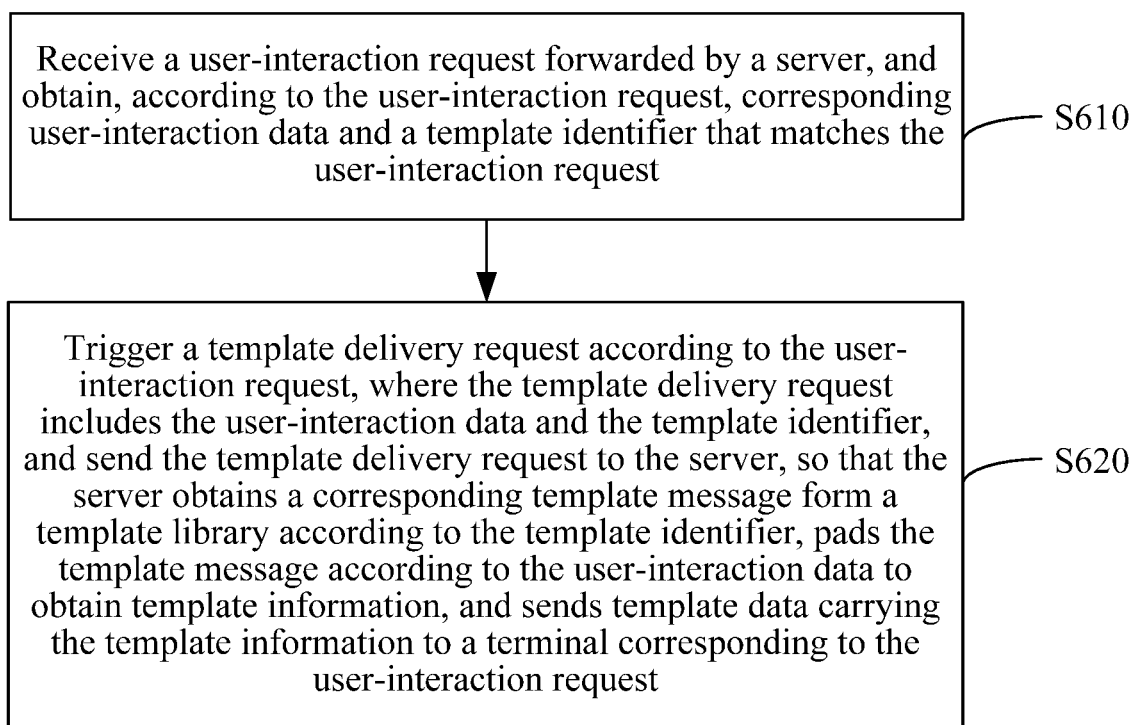 Receive a user-interaction request forwarded by a server, and
obtain, according to the user-interaction request, corresponding
user-interaction data and a template identifier that matches the
user-interaction request
S610
Trigger a template delivery request according to the user-
interaction request, where the template delivery request
includes the user-interaction data and the template identifier,
and send the template delivery request to the server, so that the
server obtains a corresponding template message form a
template library according to the template identifier, pads the
template message according to the user-interaction data to
obtain template information, and sends template data carrying
the template information to a terminal corresponding to the
user-interaction request
S620